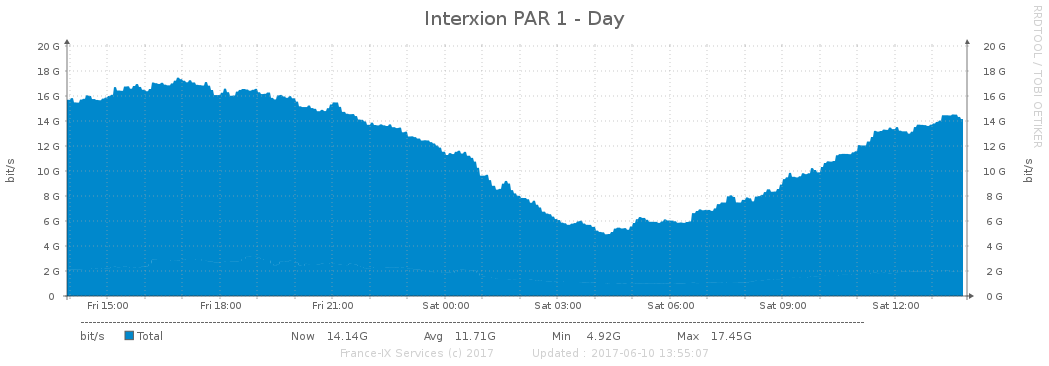 Interxion PAR 1 - Day
RRDTOOL / TOBI OETIKER
bit/s
bit/s
20 G 20 G
18 G 18 G
16 G 16 G
14 G 14 G
12 G 12 G
10 G 10 G
8 G 8 G
6 G 6 G
4 G 4 G
2 G 2 G
0 0 G
Fri 15:00 Fri 18:00 Fri 21:00 Sat 00:00 Sat 03:00 Sat 06:00 Sat 09:00 Sat 12:00
bit/s Total Now 14.14G Avg 11.71G Min 4.92G Max 17.45G
France-IX Services (c) 2017 Updated : 2017-06-10 13:55:07